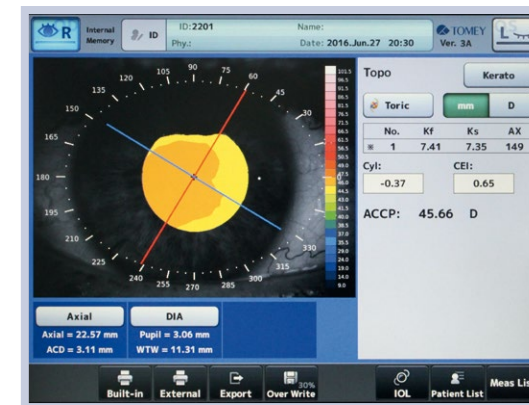 R
Internal
Memory
ID
ID:2201
Name:
Phy.:
Date: 2016.Jun.27 20:30
TOMEY
Ver. 3A
L
Topo
Kerato
Toric
mm
D
No. Kf Ks AX
1 7.41 7.35 149
Cyl:
CEI:
-0.37
0.65
ACCP: 45.66 D
90
75
60
45
30
105
120
135
150
165
180
195
210
225
240
255
270
285
300
315
330
Axial
DIA
Axial = 22.57 mm
Pupil = 3.06 mm
ACD = 3.11 mm
WTW = 11.31 mm
Built-in
External
Export
30%
Over Write
IOL
Patient List
Meas Lis